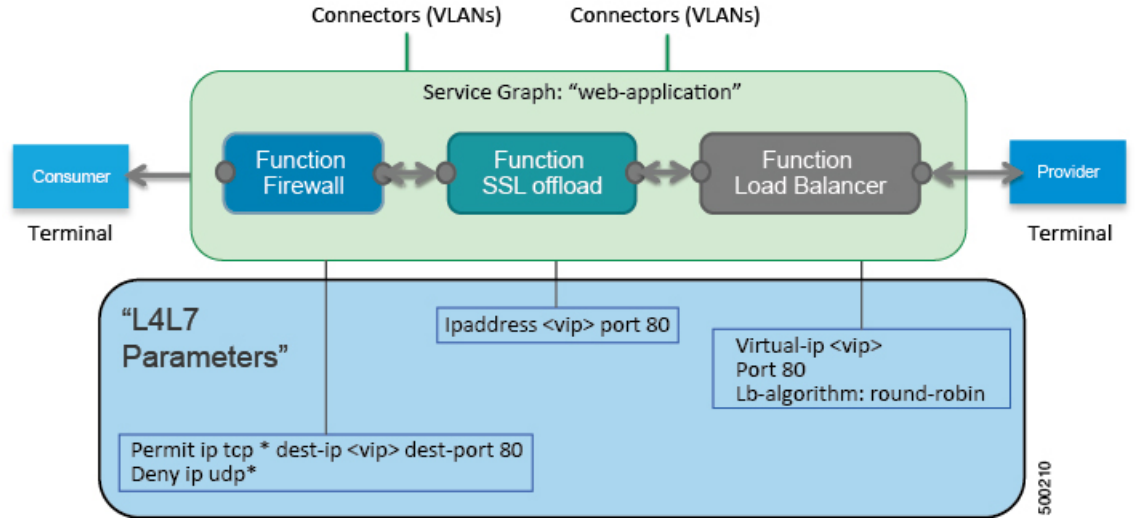 Connectors (VLANs)
Connectors (VLANs)
Service Graph: “web-application”
Consumer
Function
Firewall
Function
SSL offload
Function
Load Balancer
Provider
Terminal
Terminal
“L4L7
Parameters”
Ipaddress <vip> port 80
Virtual-ip <vip>
Port 80
Lb-algorithm: round-robin
Permit ip tcp * dest-ip <vip> dest-port 80
Deny ip udp*
500210